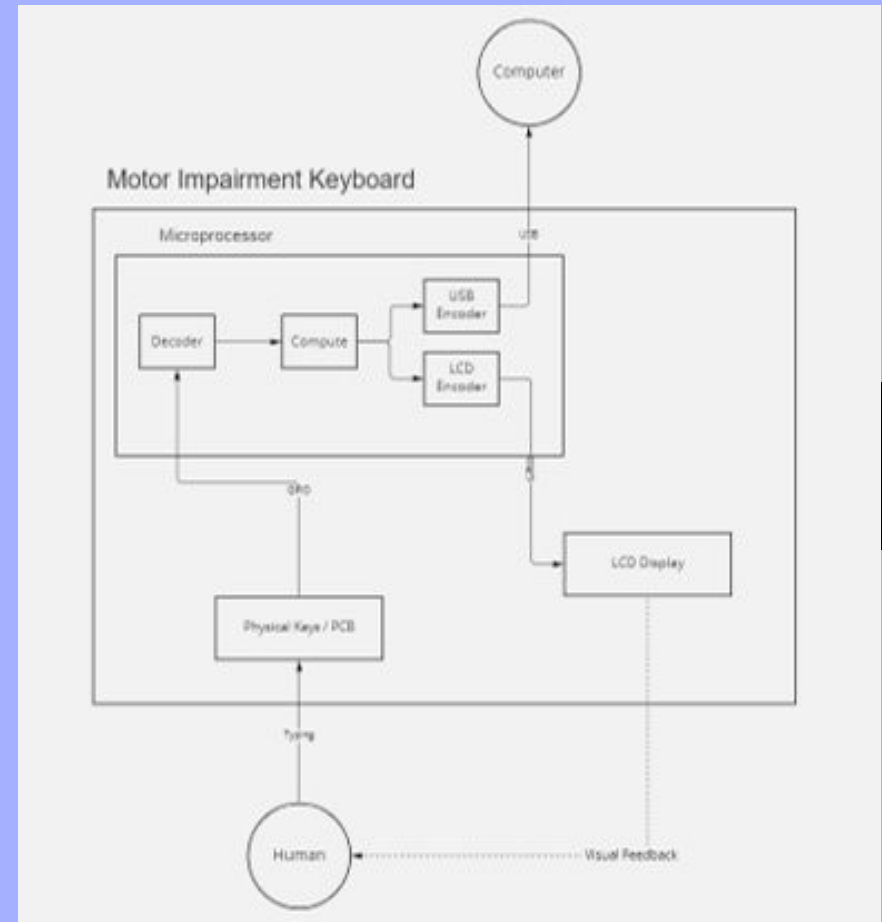 Computer
Motor Impairment Keyboard
Microprocessor
USB
USB
Encoder
Decoder
Compute
LCD
Encoder
LCD Display
Physical Keys / PCB
Typing
Human
Visual Feedback